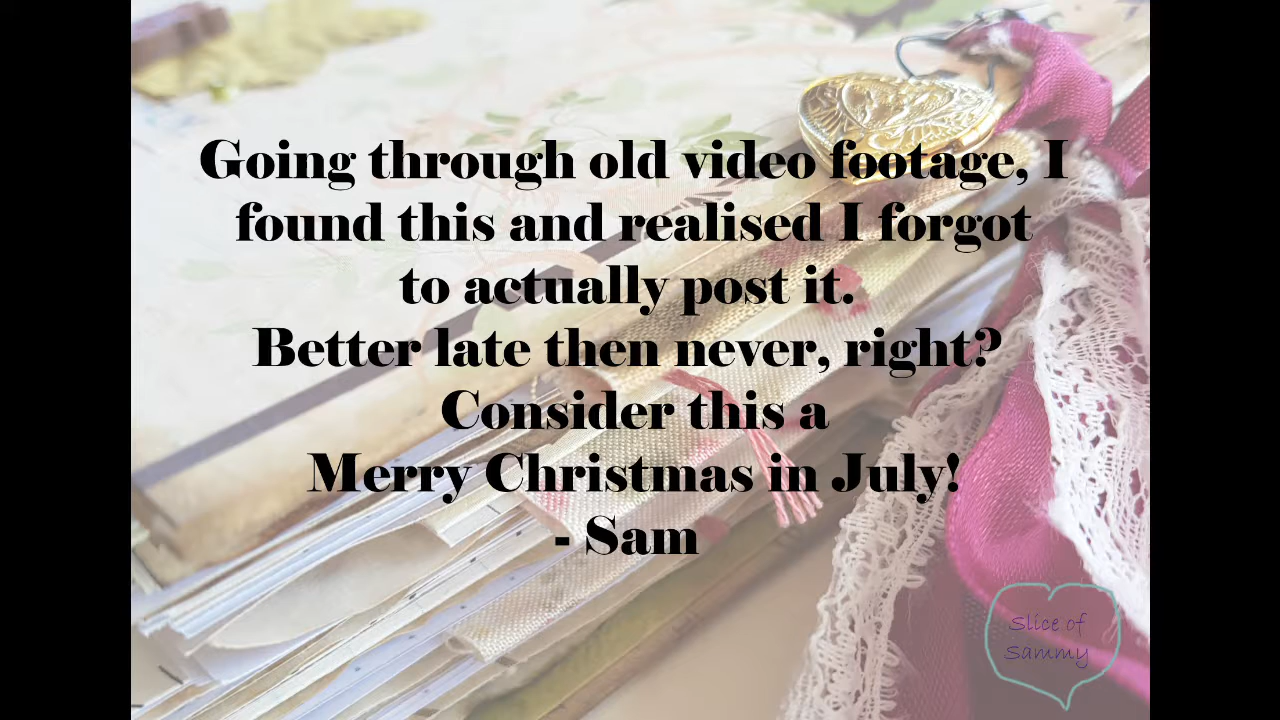 Going through old video footage, I
found this and realised I forgot
to actually post it.
Better late then never, right?
Consider this a
Merry Christmas in July!
- Sam
Slice of
Sammy